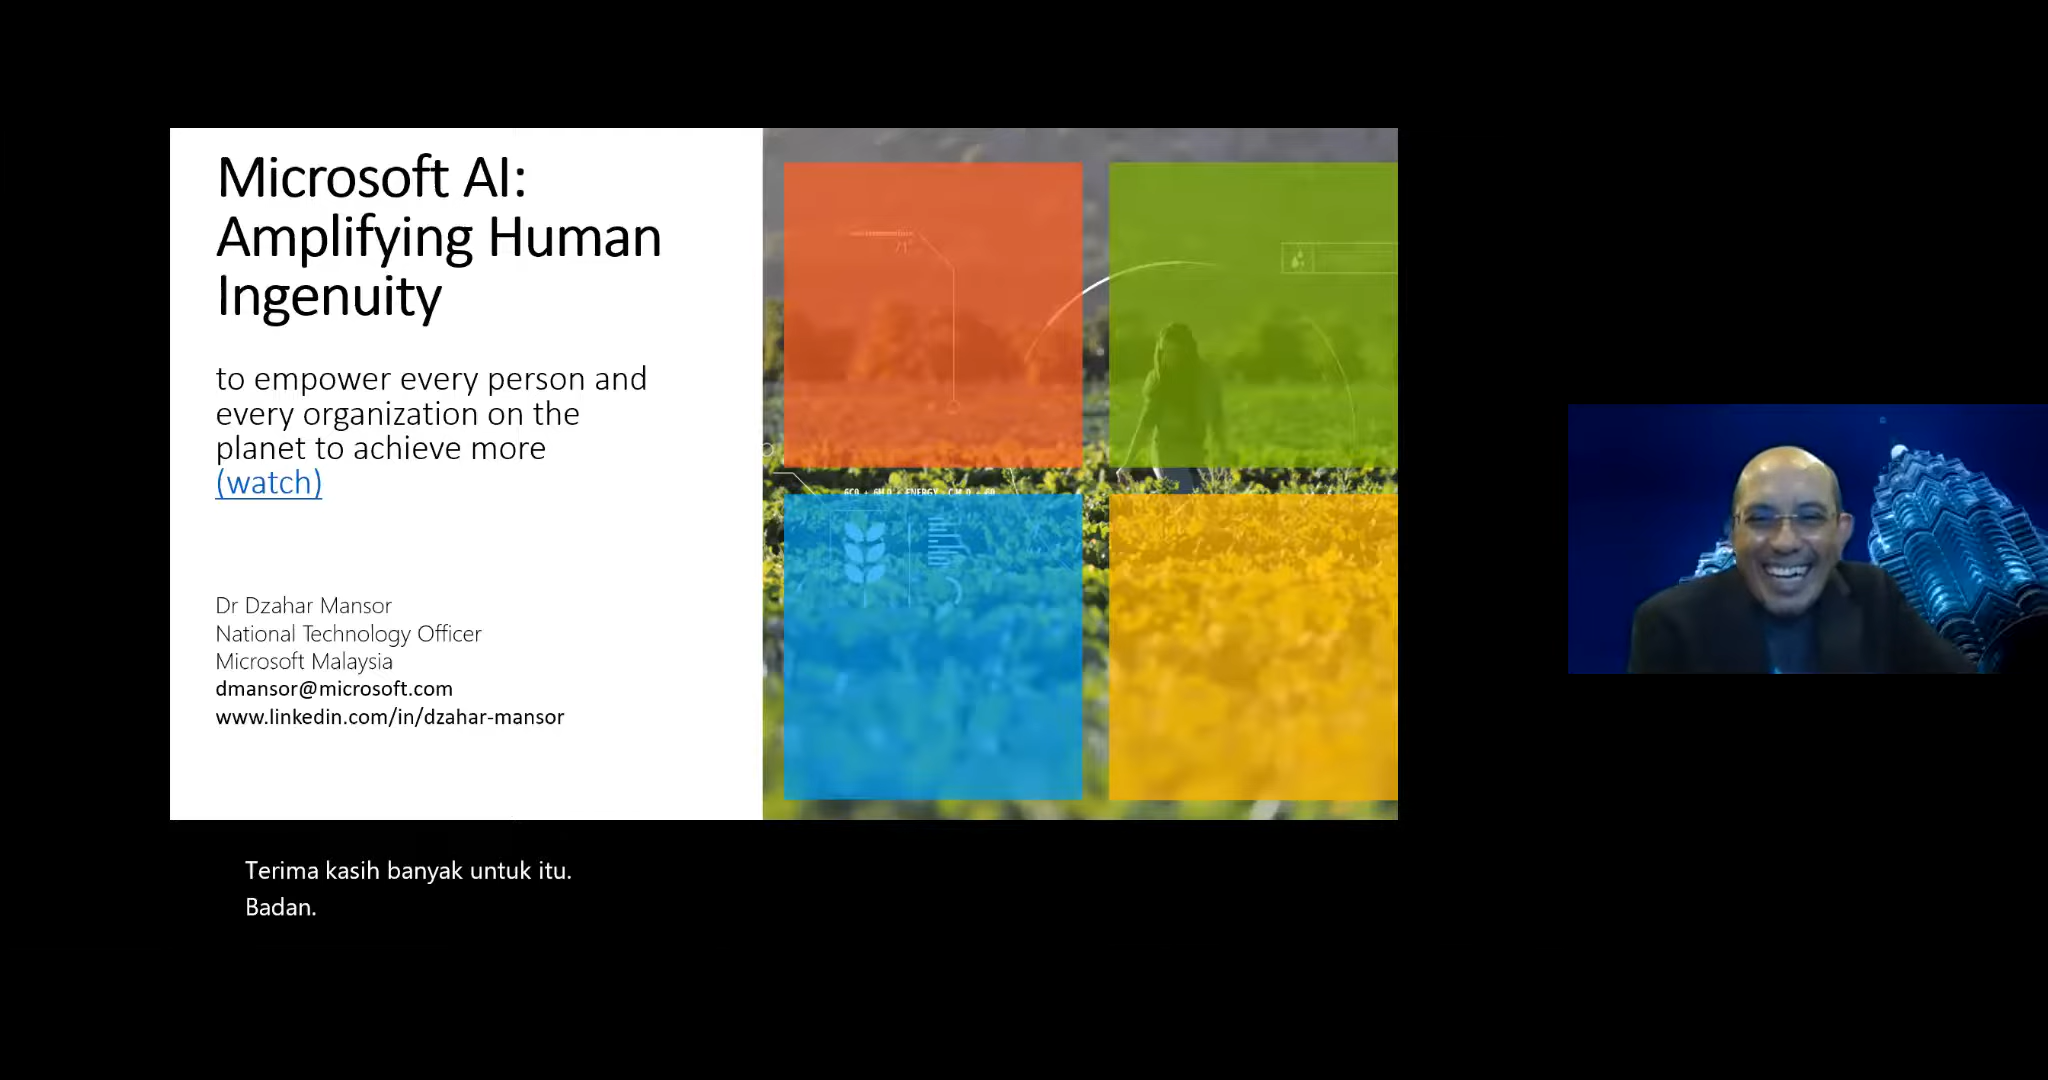 Microsoft AI:
Amplifying Human
Ingenuity
to empower every person and
every organization on the
planet to achieve more
(watch)
Dr Dzahar Mansor
National Technology Officer
Microsoft Malaysia
dmansor@microsoft.com
www.linkedin.com/in/dzahar-mansor
Terima kasih banyak untuk itu.
Badan.